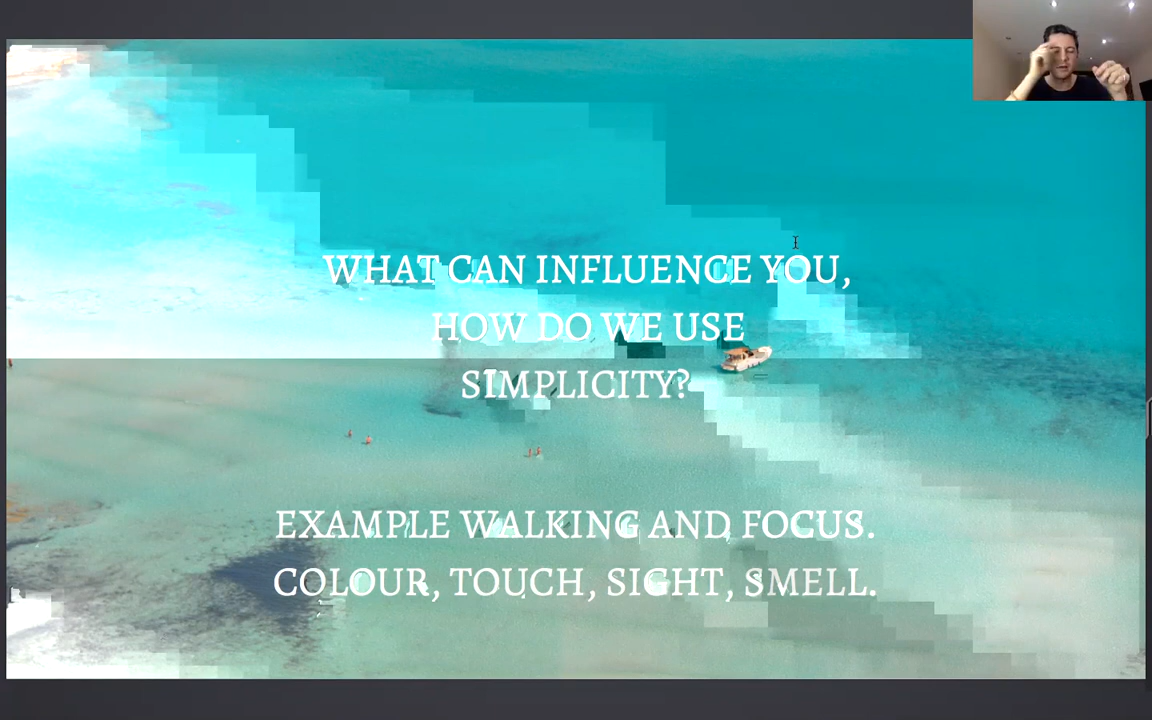 WHAT CAN INFLUENCE YOU,
HOW DO WE USE
SIMPLICITY?
EXAMPLE WALKING AND FOCUS.
COLOUR, TOUCH, SIGHT, SMELL.